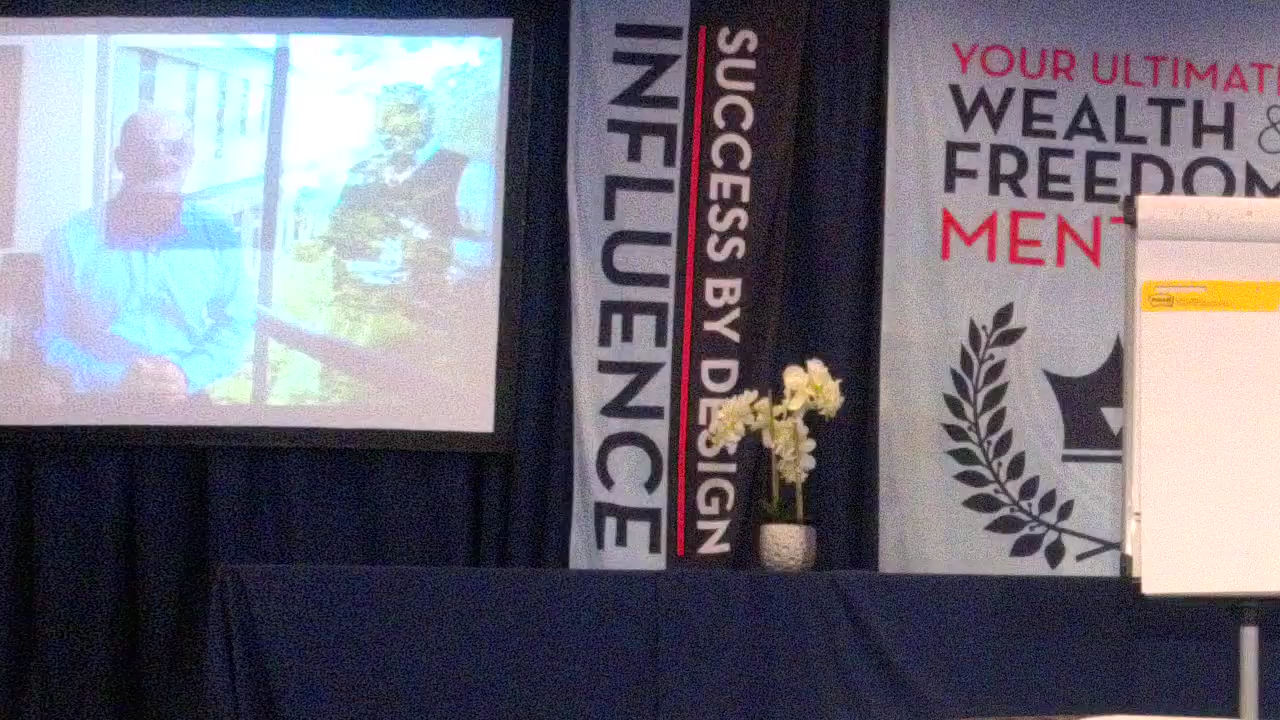 INFLUENCE
SUCCESS BY DESIGN
YOUR ULTIMAT
WEALTH &
FREEDOM
MENT